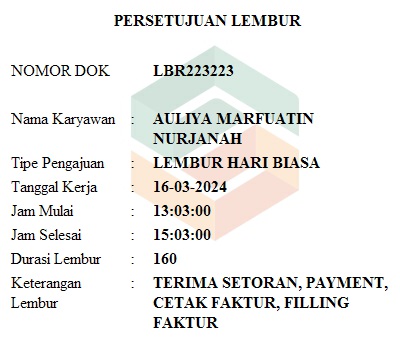 PERSETUJUAN LEMBUR
NOMOR DOK LBR223223
Nama Karyawan : AULIYA MARFUATIN
NURJANAH
Tipe Pengajuan : LEMBUR HARI BIASA
Tanggal Kerja : 16-03-2024
Jam Mulai : 13:03:00
Jam Selesai : 15:03:00
Durasi Lembur : 160
Keterangan : TERIMA SETORAN, PAYMENT,
Lembur CETAK FAKTUR, FILLING
FAKTUR